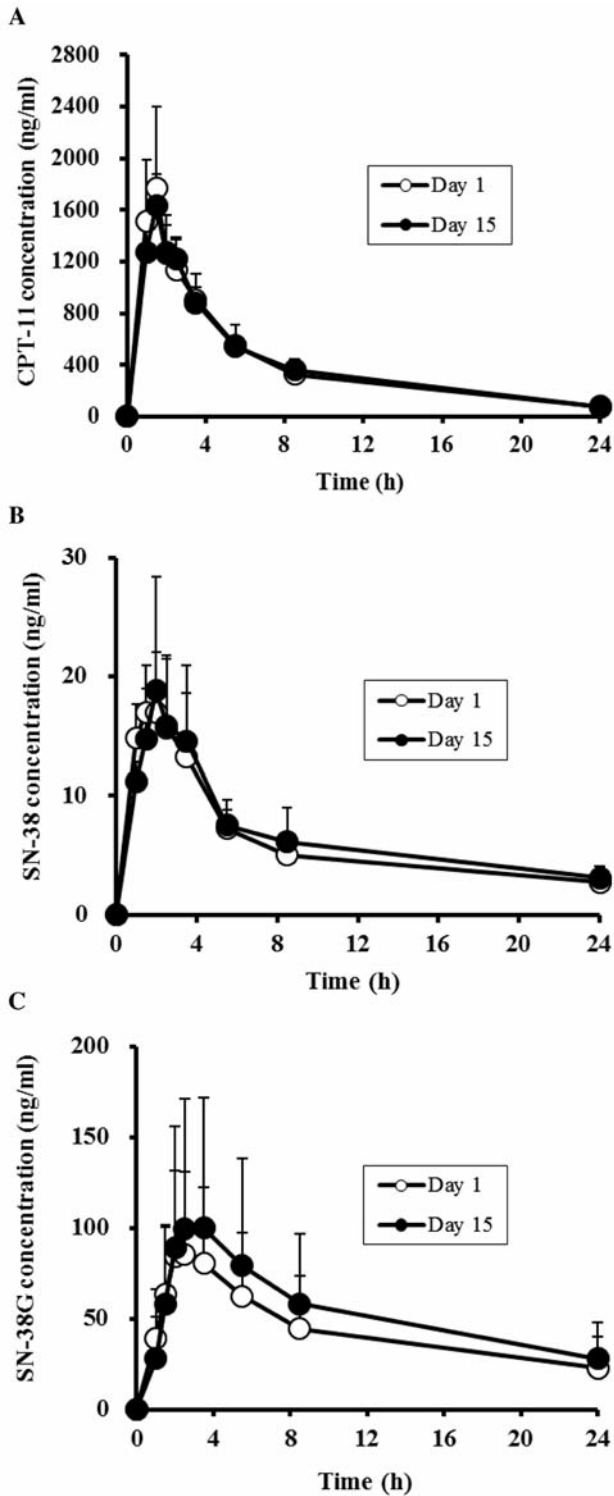 A
CPT-11 concentration (ng/ml)
2800
2400
2000
1600
1200
800
400
0
Day 1
Day 15
0 4 8 12 16 20 24
Time (h)
B
SN-38 concentration (ng/ml)
30
20
10
0
Day 1
Day 15
0 4 8 12 16 20 24
Time (h)
C
SN-38G concentration (ng/ml)
200
150
100
50
0
Day 1
Day 15
0 4 8 12 16 20 24
Time (h)